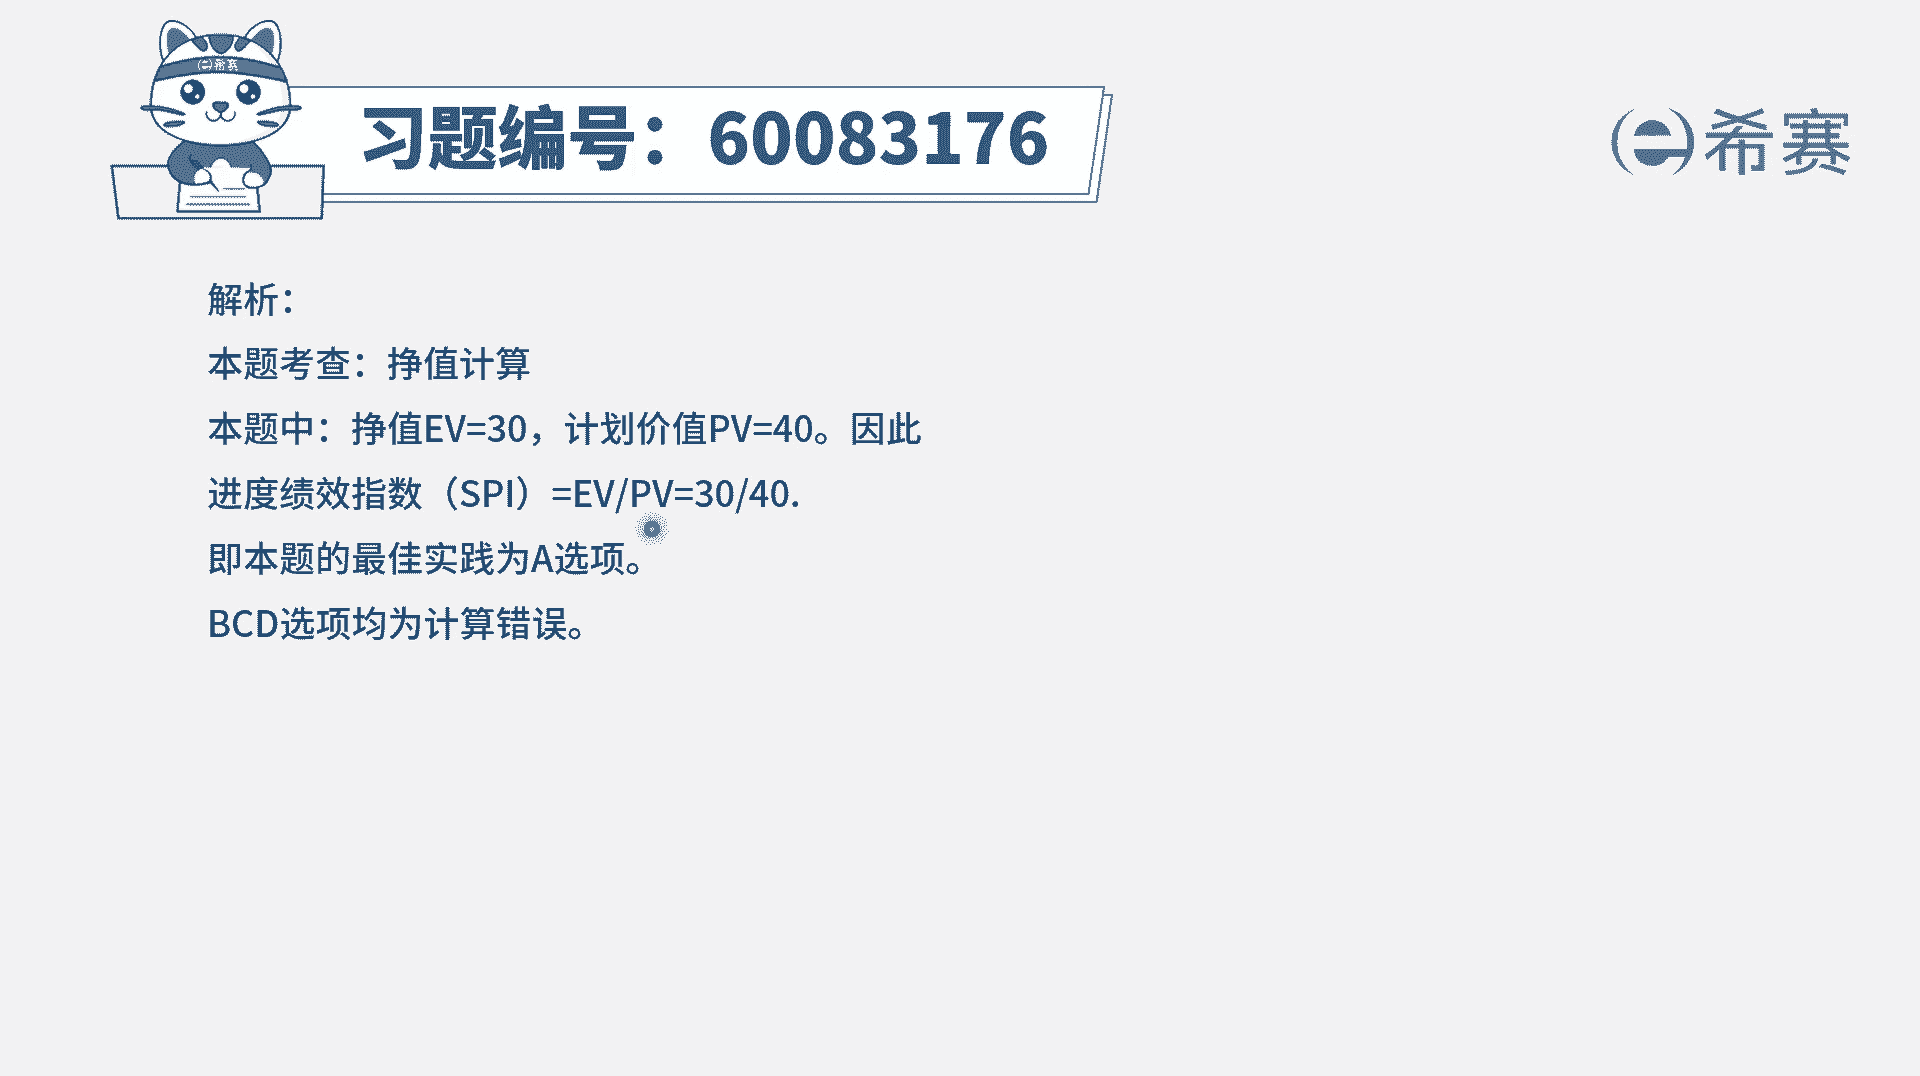 希赛
习题编号：60083176
希赛
解析：
本题考查：挣值计算
本题中：挣值EV=30，计划价值PV=40。因此
进度绩效指数（SPI）=EV/PV=30/40.
即本题的最佳实践为A选项。
BCD选项均为计算错误。